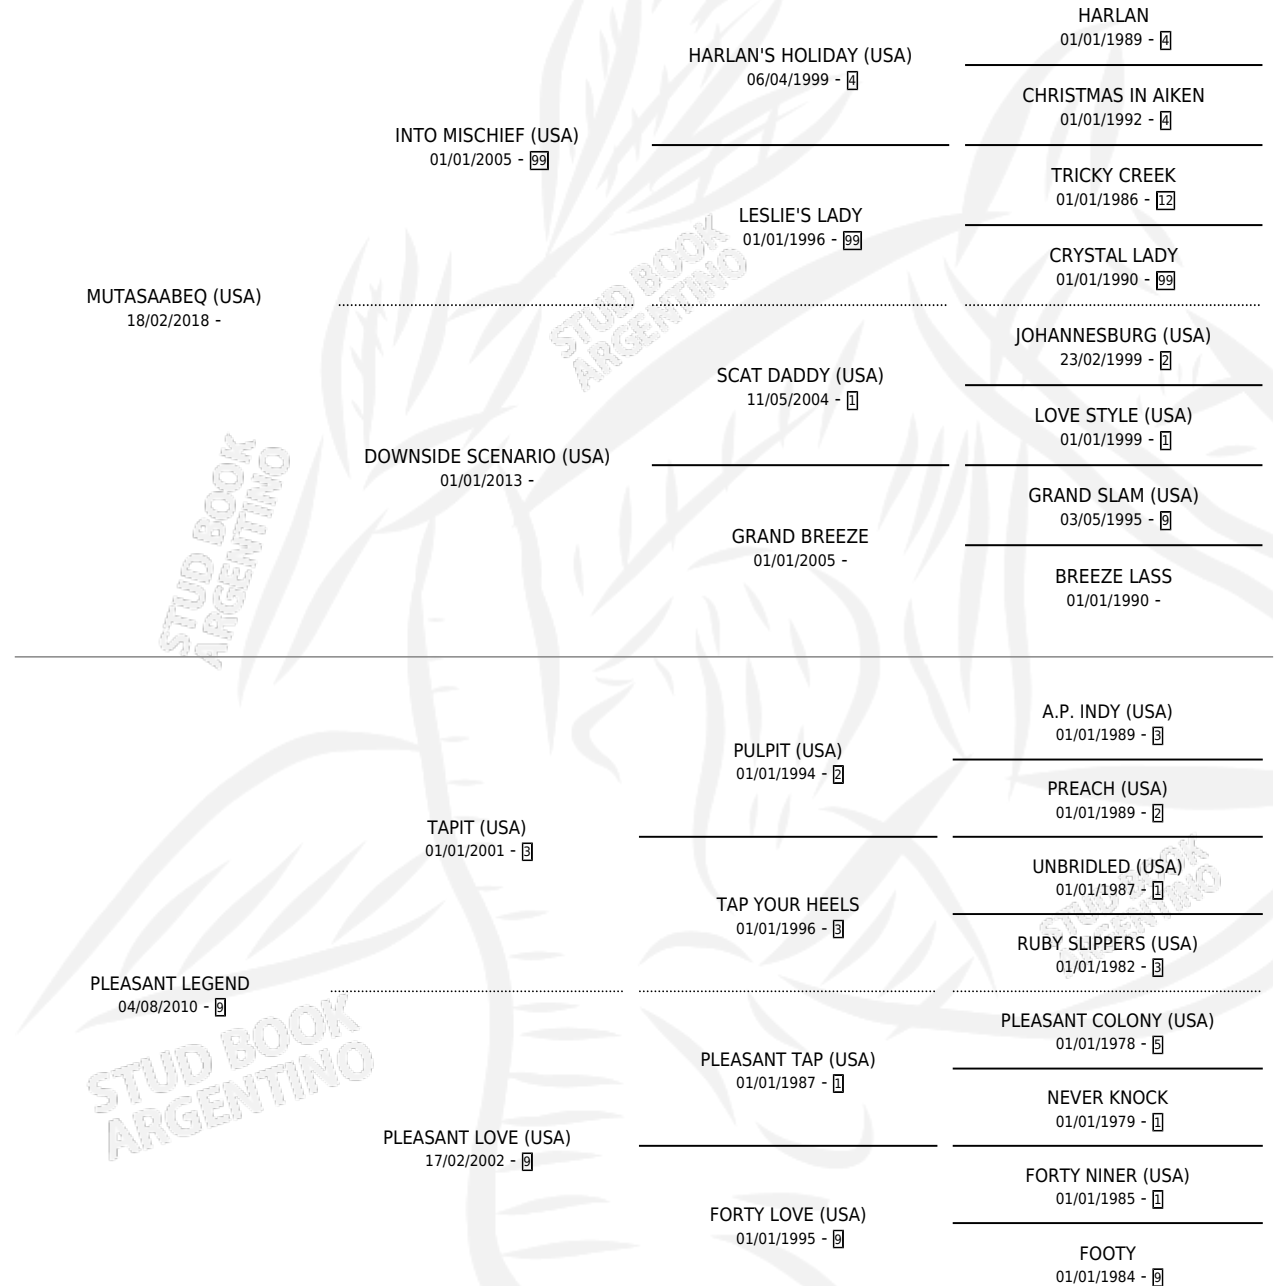 HARLAN
01/01/1989 - 4
HARLAN'S HOLIDAY (USA)
06/04/1999 - 4
CHRISTMAS IN AIKEN
01/01/1992 - 4
INTO MISCHIEF (USA)
01/01/2005 - 99
TRICKY CREEK
01/01/1986 - 12
LESLIE'S LADY
01/01/1996 - 99
CRYSTAL LADY
01/01/1990 - 99
MUTASAABEQ (USA)
18/02/2018 -
STUD BOOK
ARGENTINO
JOHANNESBURG (USA)
23/02/1999 - 2
SCAT DADDY (USA)
11/05/2004 - 1
LOVE STYLE (USA)
01/01/1999 - 1
DOWNSIDE SCENARIO (USA)
01/01/2013 -
GRAND SLAM (USA)
03/05/1995 - 9
GRAND BREEZE
01/01/2005 -
BREEZE LASS
01/01/1990 -
STUD BOOK
ARGENTINO
A.P. INDY (USA)
01/01/1989 - 3
PULPIT (USA)
01/01/1994 - 2
PREACH (USA)
01/01/1989 - 2
TAPIT (USA)
01/01/2001 - 3
UNBRIDLED (USA)
01/01/1987 - 1
TAP YOUR HEELS
01/01/1996 - 3
STUD BOOK
ARGENTINO
RUBY SLIPPERS (USA)
01/01/1982 - 3
PLEASANT LEGEND
04/08/2010 - 9
STUD BOOK
ARGENTINO
PLEASANT COLONY (USA)
01/01/1978 - 5
PLEASANT TAP (USA)
01/01/1987 - 1
NEVER KNOCK
01/01/1979 - 1
PLEASANT LOVE (USA)
17/02/2002 - 9
FORTY NINER (USA)
01/01/1985 - 1
FORTY LOVE (USA)
01/01/1995 - 9
FOOTY
01/01/1984 - 9